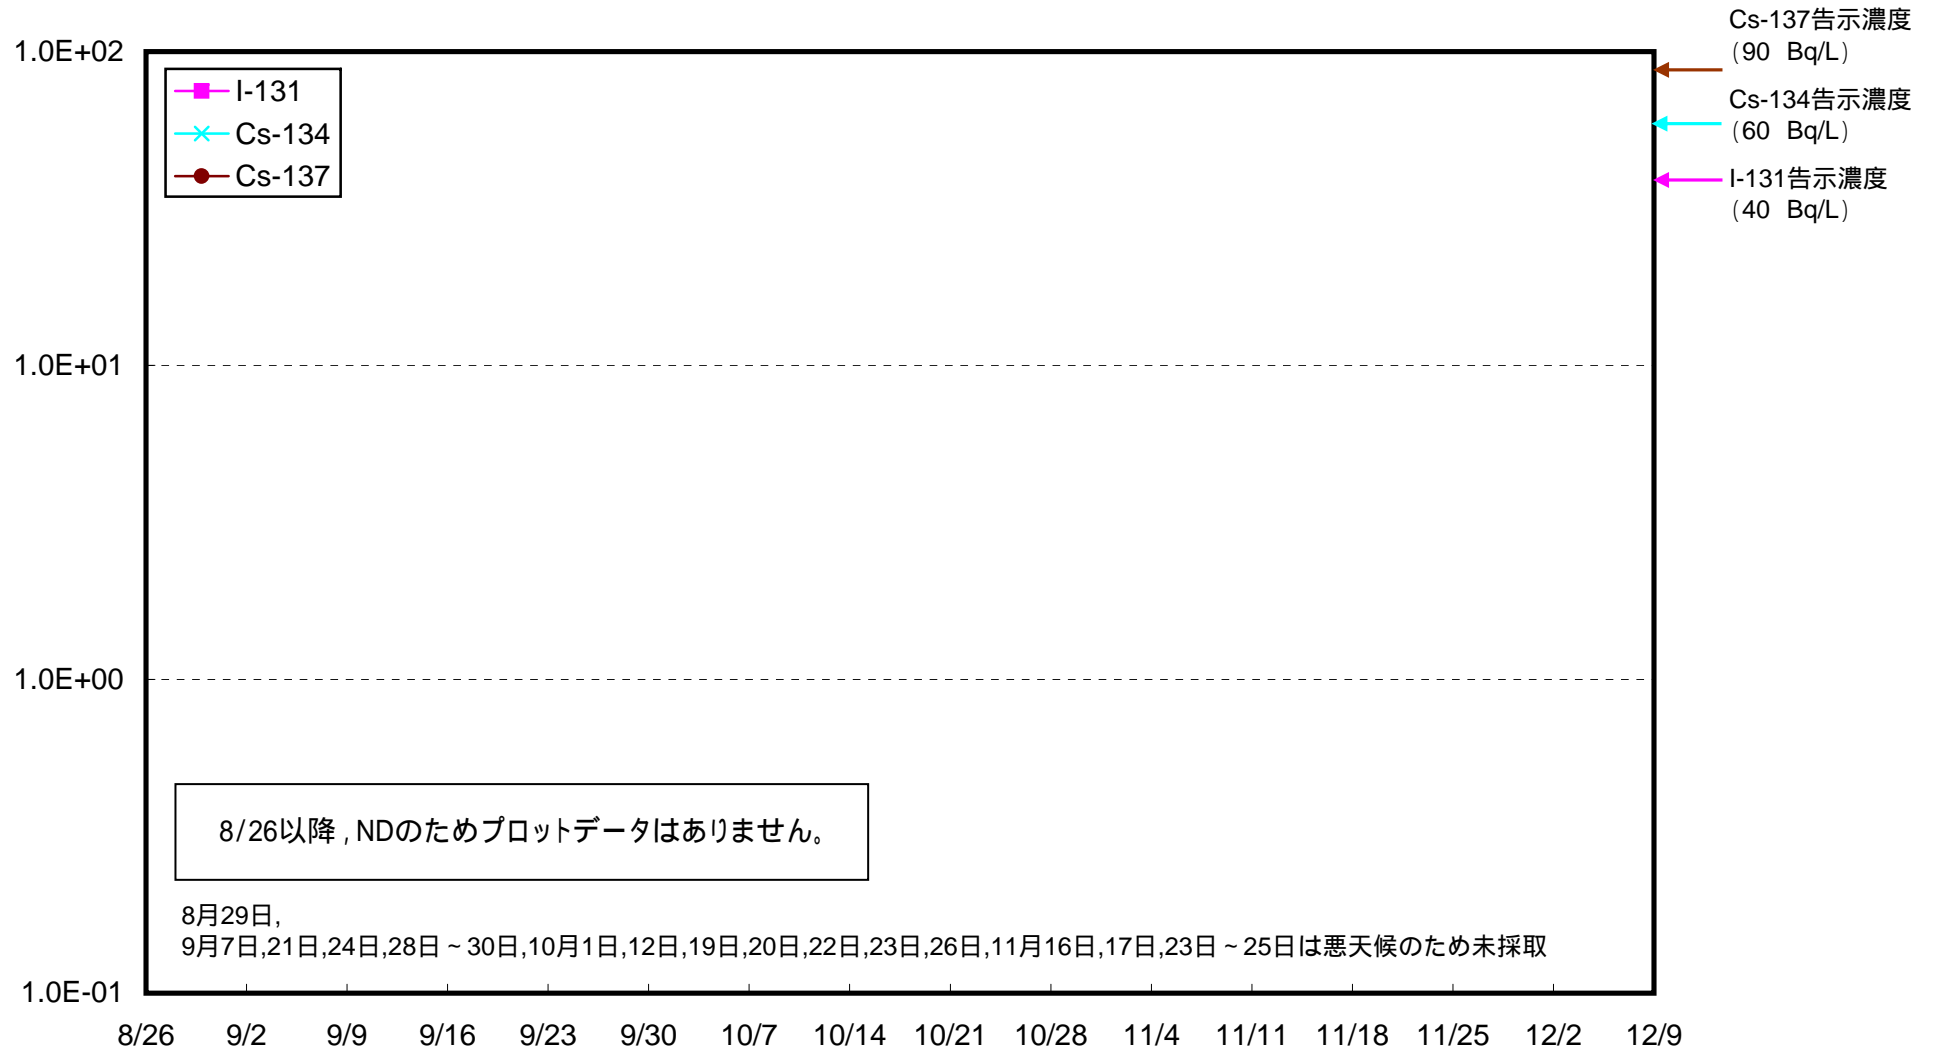 Cs-137告示濃度
(90 Bq/L)
1.0E+02
I-131
Cs-134
Cs-137
Cs-134告示濃度
(60 Bq/L)
I-131告示濃度
(40 Bq/L)
1.0E+01
1.0E+00
8/26以降,NDのためプロットデータはありません。
8月29日,
9月7日,21日,24日,28日~30日,10月1日,12日,19日,20日,22日,23日,26日,11月16日,17日,23日~25日は悪天候のため未採取
1.0E-01
8/26 9/2 9/9 9/16 9/23 9/30 10/7 10/14 10/21 10/28 11/4 11/11 11/18 11/25 12/2 12/9